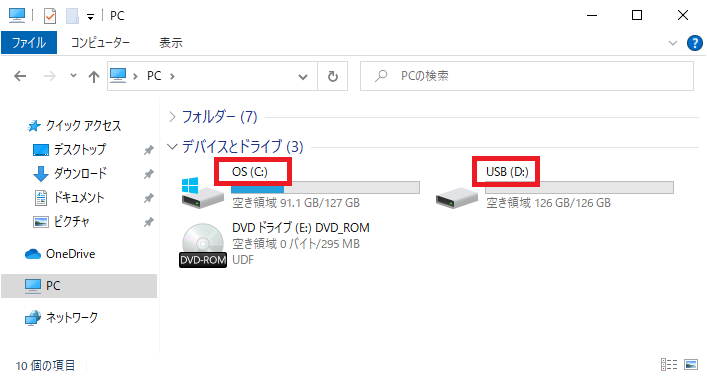 PC
ファイル コンピューター 表示
PC
PCの検索
クイック アクセス
デスクトップ
ダウンロード
ドキュメント
ピクチャ
OneDrive
PC
ネットワーク
フォルダー (7)
デバイスとドライブ (3)
OS (C:)
空き領域 91.1 GB/127 GB
USB (D:)
空き領域 126 GB/126 GB
DVD ドライブ (E:) DVD_ROM
空き領域 0 バイト/295 MB
UDF
DVD-ROM
10 個の項目